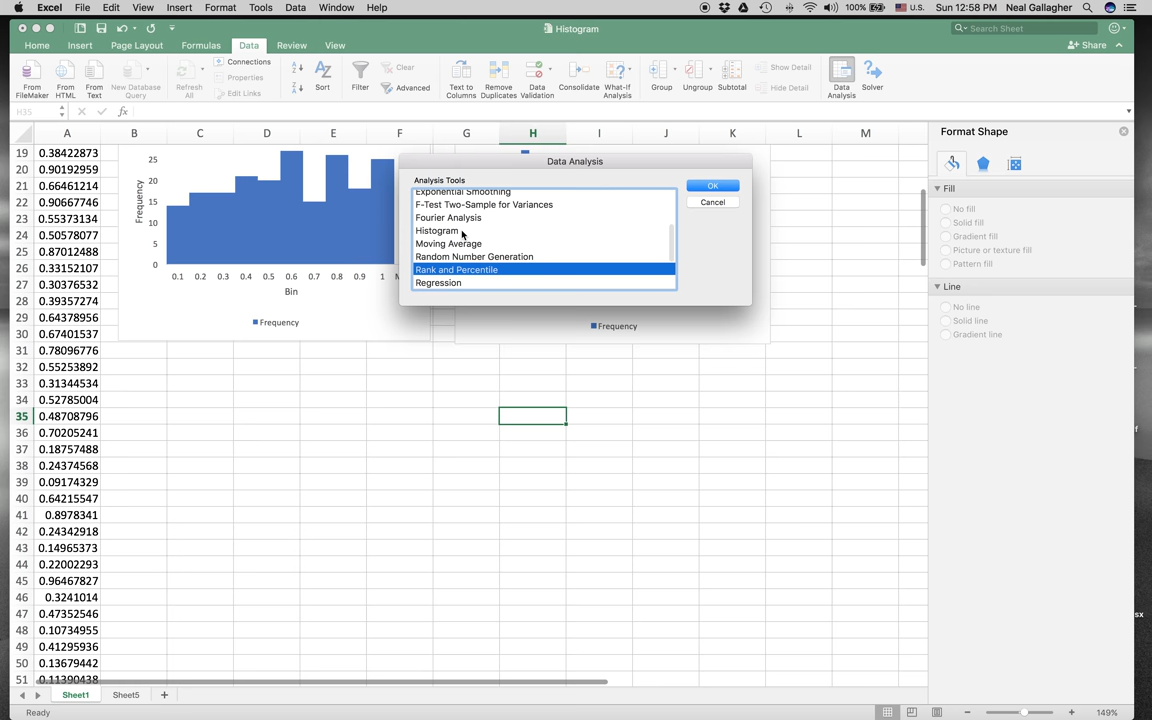 Excel File Edit View Insert Format Tools Data Window Help 100% U.S. Sun 12:58 PM Neal Gallagher
Histogram
Search Sheet
Home Insert Page Layout Formulas Data Review View
Share
From FileMaker
From HTML
From Text
New Database Query
Refresh All
Connections
Properties
Edit Links
Sort
Filter
Clear
Advanced
Text to Columns
Remove Duplicates
Data Validation
Consolidate
What-If Analysis
Group
Ungroup
Subtotal
Show Detail
Hide Detail
Data Analysis
Solver
H35 fx
A B C D E F G H I J K L M
19 0.38422873
20 0.90192959
21 0.66461214
22 0.90667746
23 0.55373134
24 0.50578077
25 0.87012488
26 0.33152107
27 0.30376532
28 0.39357274
29 0.64378956
30 0.67401537
31 0.78096776
32 0.55253892
33 0.31344534
34 0.52785004
35 0.48708796
36 0.70205241
37 0.18757488
38 0.24374568
39 0.09174329
40 0.64215547
41 0.8978341
42 0.24342918
43 0.14965373
44 0.22002293
45 0.96467827
46 0.3241014
47 0.47352546
48 0.10734955
49 0.41295936
50 0.13679442
51 0.11390438
25
20
15
10
5
0
Frequency
0.1 0.2 0.3 0.4 0.5 0.6 0.7 0.8 0.9 1
Bin
Frequency
Frequency
Data Analysis
Analysis Tools
Exponential Smoothing
F-Test Two-Sample for Variances
Fourier Analysis
Histogram
Moving Average
Random Number Generation
Rank and Percentile
Regression
OK
Cancel
Format Shape
Fill
No fill
Solid fill
Gradient fill
Picture or texture fill
Pattern fill
Line
No line
Solid line
Gradient line
Sheet1 Sheet5
Ready
149%